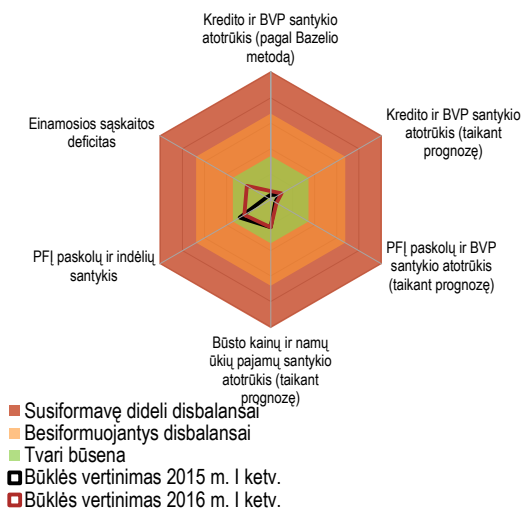 Kredito ir BVP santykio
atotrūkis (pagal Bazelio
metodą)
Kredito ir BVP santykio
atotrūkis (taikant
prognozę)
PFĮ paskolų ir BVP
santykio atotrūkis
(taikant prognozę)
Būsto kainų ir namų
ūkių pajamų santykio
atotrūkis (taikant
prognozę)
PFĮ paskolų ir indėlių
santykis
Einamosios sąskaitos
deficitas
Susiformavę dideli disbalansai
Besiformuojantys disbalansai
Tvari būsena
Būklės vertinimas 2015 m. I ketv.
Būklės vertinimas 2016 m. I ketv.